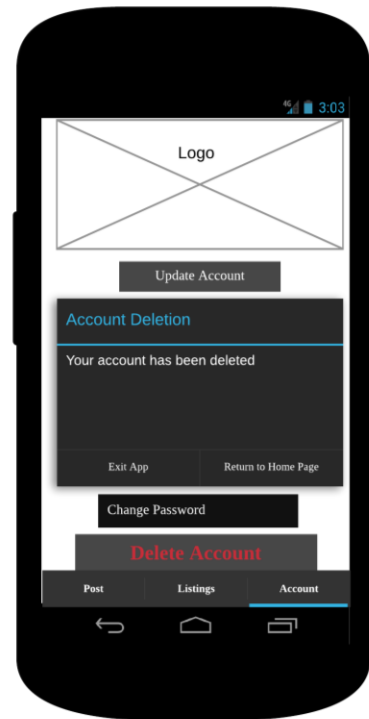 4G 3:03
Logo
Update Account
Account Deletion
Your account has been deleted
Exit App Return to Home Page
Change Password
Delete Account
Post Listings Account